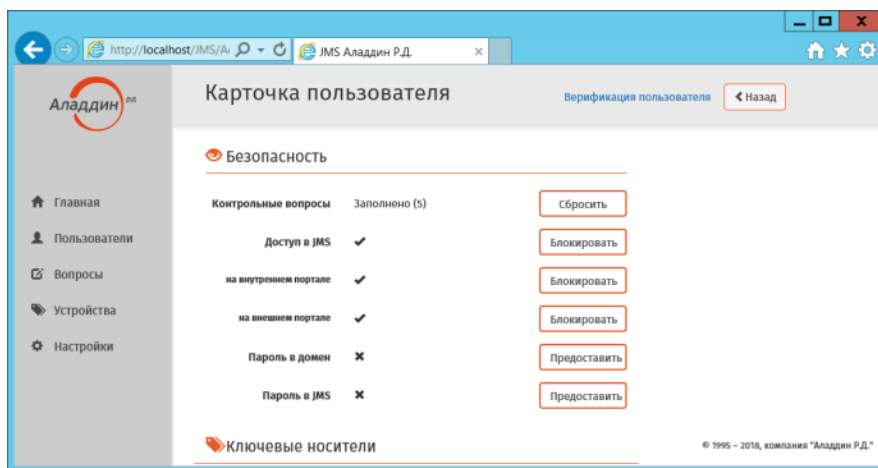 http://localhost/JMS/A
JMS Аладдин Р.Д.
Аладдин РД
Карточка пользователя
Верификация пользователя
Назад
Безопасность
Главная
Пользователи
Вопросы
Устройства
Настройки
Контрольные вопросы Заполнено (5) Сбросить
Доступ в JMS Блокировать
на внутреннем портале Блокировать
на внешнем портале Блокировать
Пароль в домен Предоставить
Пароль в JMS Предоставить
Ключевые носители
© 1995 – 2018, компания "Аладдин Р.Д."